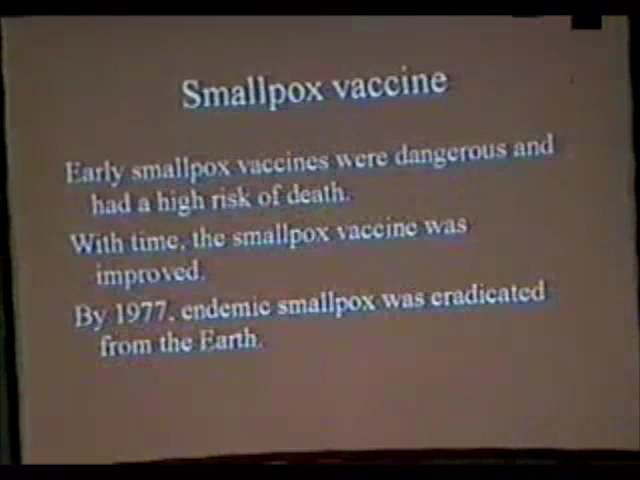 Smallpox vaccine
Early smallpox vaccines were dangerous and
had a high risk of death.
With time, the smallpox vaccine was
improved.
By 1977, endemic smallpox was eradicated
from the Earth.